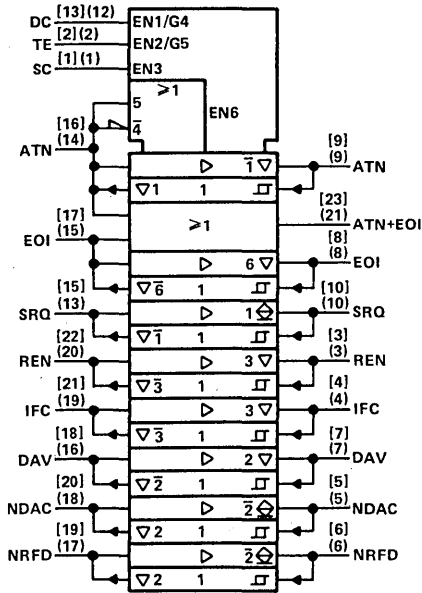 DC [13](12) EN1/G4
TE [2](2) EN2/G5
SC [1](1) EN3
≥1
5
EN6
4̅
[16]
(14)
ATN
▷ 1̅ ▽
[9]
(9)
ATN
▽1 1
[23]
(21)
ATN+EOI
≥1
[17]
(15)
EOI
[8]
(8)
EOI
▷ 6 ▽
▽6̅ 1
[15]
(13)
SRQ
▷ 1
[10]
(10)
SRQ
▽1̅ 1
[22]
(20)
REN
▷ 3 ▽
[3]
(3)
REN
▽3̅ 1
[21]
(19)
IFC
▷ 3 ▽
[4]
(4)
IFC
▽3̅ 1
[18]
(16)
DAV
▷ 2 ▽
[7]
(7)
DAV
▽2̅ 1
[20]
(18)
NDAC
▷ 2̅
[5]
(5)
NDAC
▽2 1
[19]
(17)
NRFD
▷ 2̅
[6]
(6)
NRFD
▽2 1